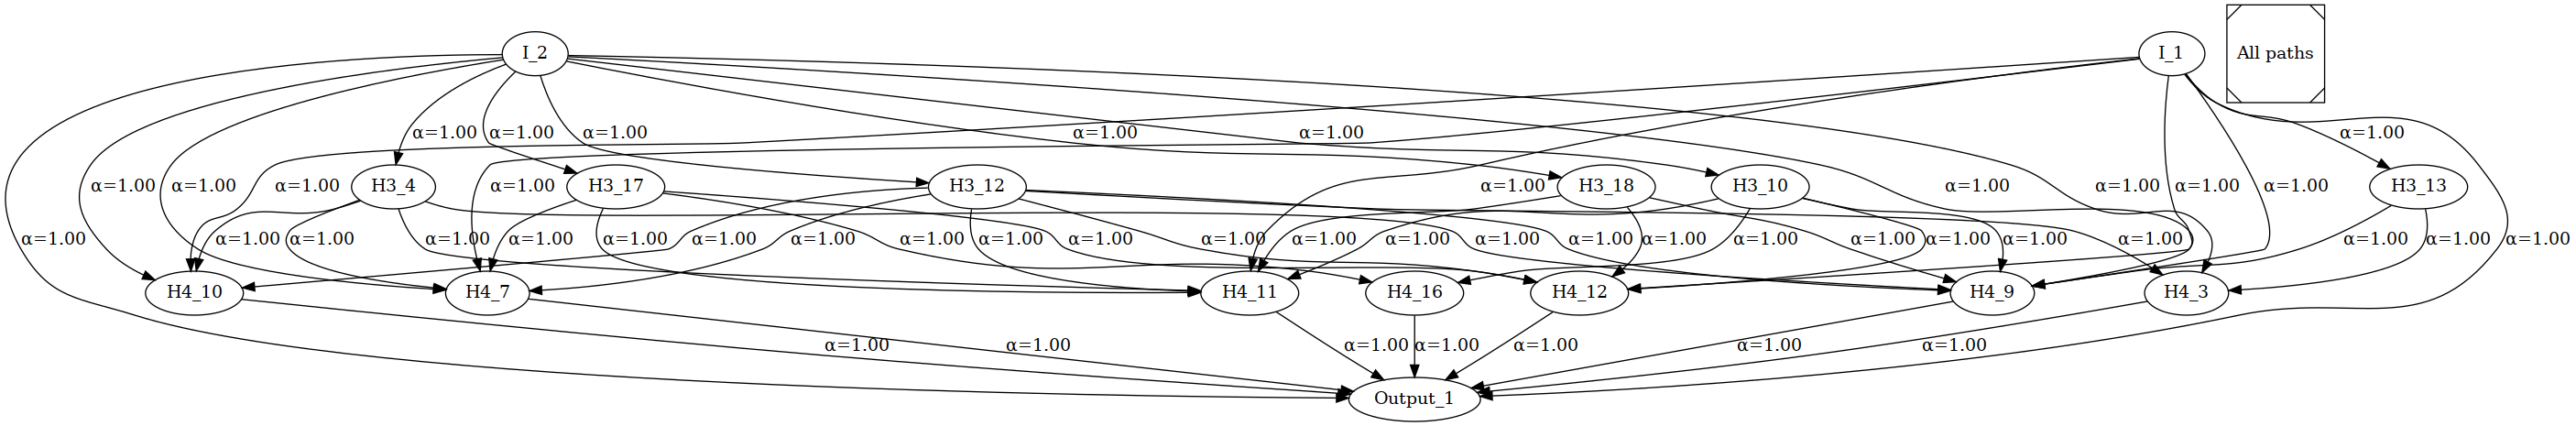 I_2
I_1
All paths
α=1.00 α=1.00 α=1.00 α=1.00 α=1.00 α=1.00
α=1.00 α=1.00 α=1.00 H3_4 α=1.00 H3_17 H3_12 α=1.00 H3_18 H3_10 α=1.00 α=1.00 α=1.00 α=1.00 H3_13
α=1.00 α=1.00 α=1.00 α=1.00 α=1.00 α=1.00 α=1.00 α=1.00 α=1.00 α=1.00 α=1.00 α=1.00 α=1.00 α=1.00 α=1.00 α=1.00 α=1.00 α=1.00 α=1.00 α=1.00 α=1.00 α=1.00 α=1.00 α=1.00
H4_10 H4_7 H4_11 H4_16 H4_12 H4_9 H4_3
α=1.00 α=1.00 α=1.00 α=1.00 α=1.00 α=1.00 α=1.00
Output_1